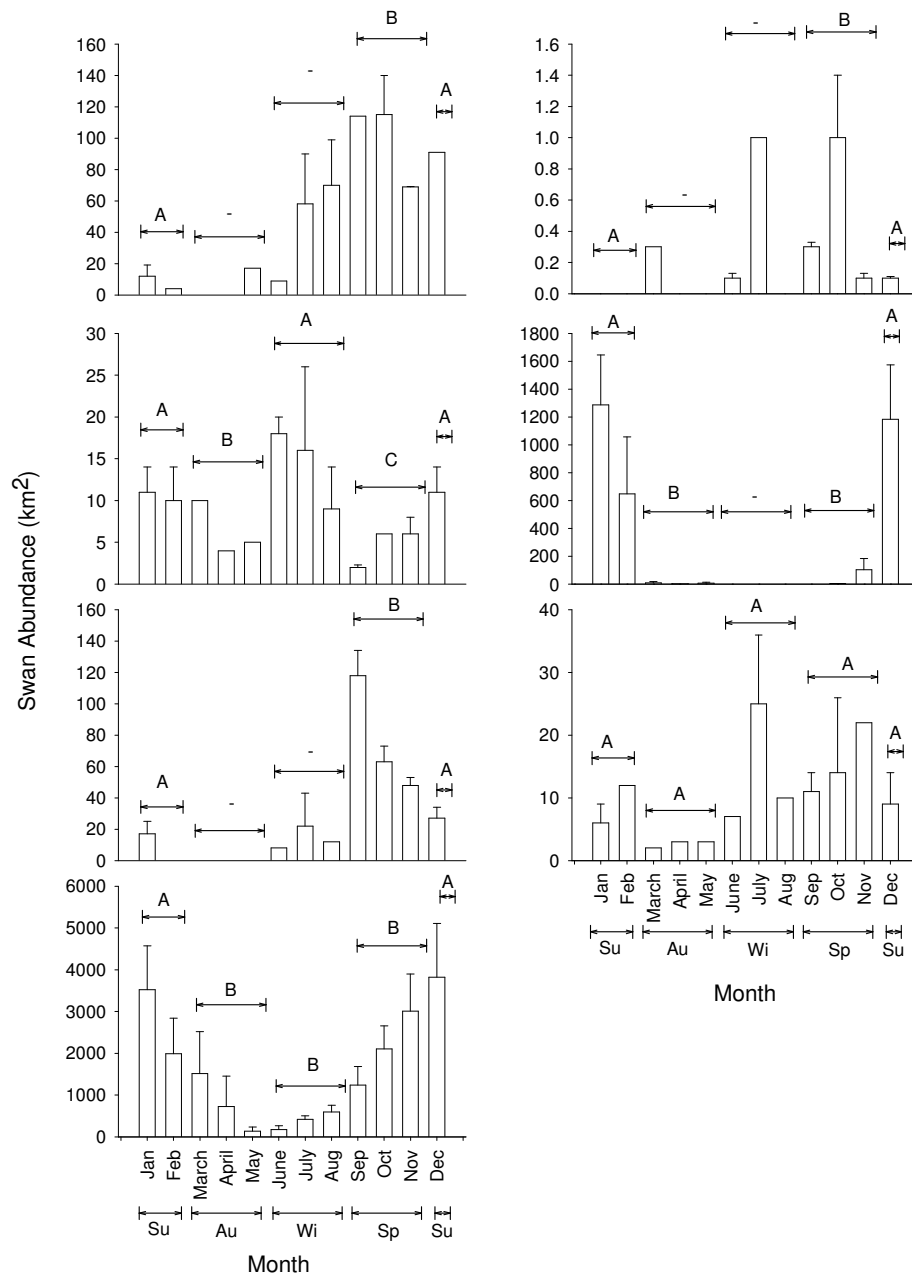 B
160
140
-
A
120
100
80
60
A
-
40
20
0
-
B
1.6
1.4
1.2
1.0
0.8
-
0.6
A
A
0.4
0.2
0.0
30
A
25
20
A
B
A
C
15
10
5
0
A
A
1800
1600
1400
1200
1000
800
B
-
B
600
400
200
0
Swan Abundance (km²)
160
B
140
120
100
80
-
A
60
A
-
40
20
0
40
A
A
30
A
A
20
A
10
0
Jan Feb March April May June July Aug Sep Oct Nov Dec
Su Au Wi Sp Su
Month
6000
A
A
5000
B
4000
B
3000
2000
B
1000
0
Jan Feb March April May June July Aug Sep Oct Nov Dec
Su Au Wi Sp Su
Month